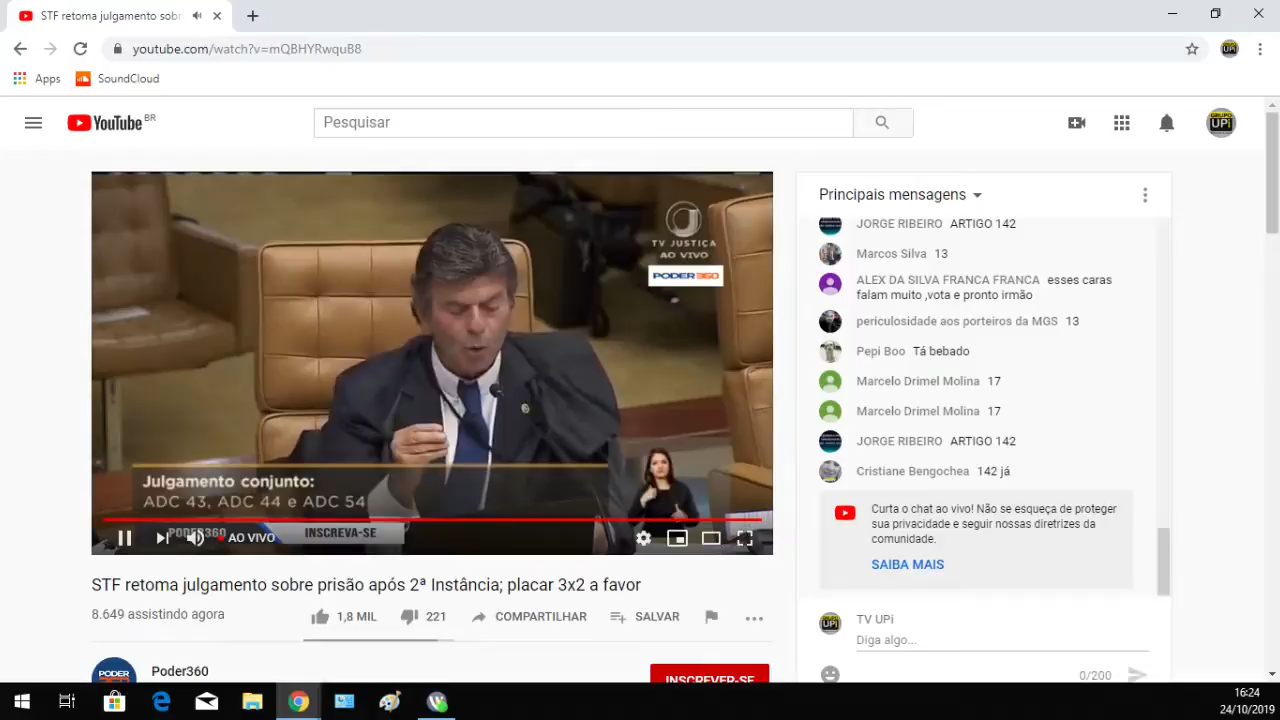 STF retoma julgamento sob
youtube.com/watch?v=mQBHYRwquB8
Apps
SoundCloud
YouTube BR
Pesquisar
UPi
TV JUSTIÇA
AO VIVO
PODER360
Julgamento conjunto:
ADC 43, ADC 44 e ADC 54
PODER360
INSCREVA-SE
AO VIVO
STF retoma julgamento sobre prisão após 2ª Instância; placar 3x2 a favor
8.649 assistindo agora
1,8 MIL
221
COMPARTILHAR
SALVAR
PODER
Poder360
INSCREVER-SE
Principais mensagens
JORGE RIBEIRO ARTIGO 142
Marcos Silva 13
ALEX DA SILVA FRANCA FRANCA esses caras
falam muito ,vota e pronto irmão
periculosidade aos porteiros da MGS 13
Pepi Boo Tá bebado
Marcelo Drimel Molina 17
Marcelo Drimel Molina 17
JORGE RIBEIRO ARTIGO 142
Cristiane Bengochea 142 já
Curta o chat ao vivo! Não se esqueça de proteger
sua privacidade e seguir nossas diretrizes da
comunidade.
SAIBA MAIS
TV UPi
Diga algo...
0/200
16:24
24/10/2019